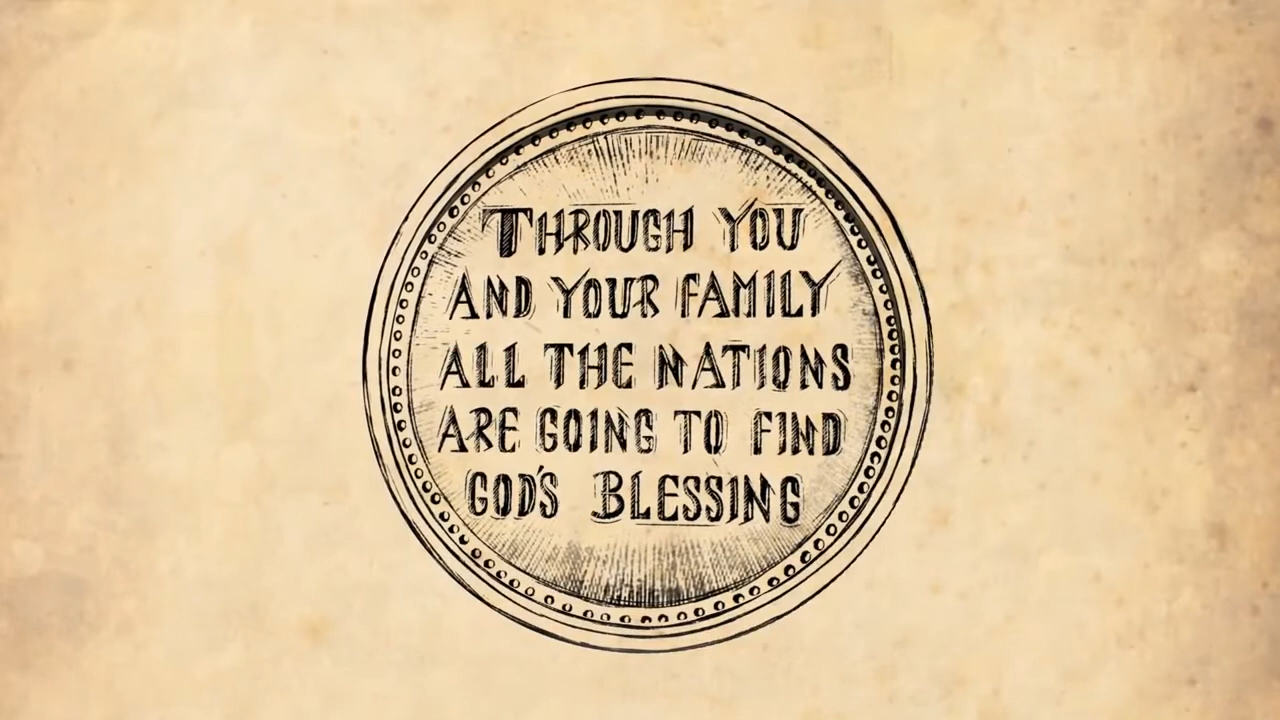 THROUGH YOU
AND YOUR FAMILY
ALL THE NATIONS
ARE GOING TO FIND
GOD'S BLESSING